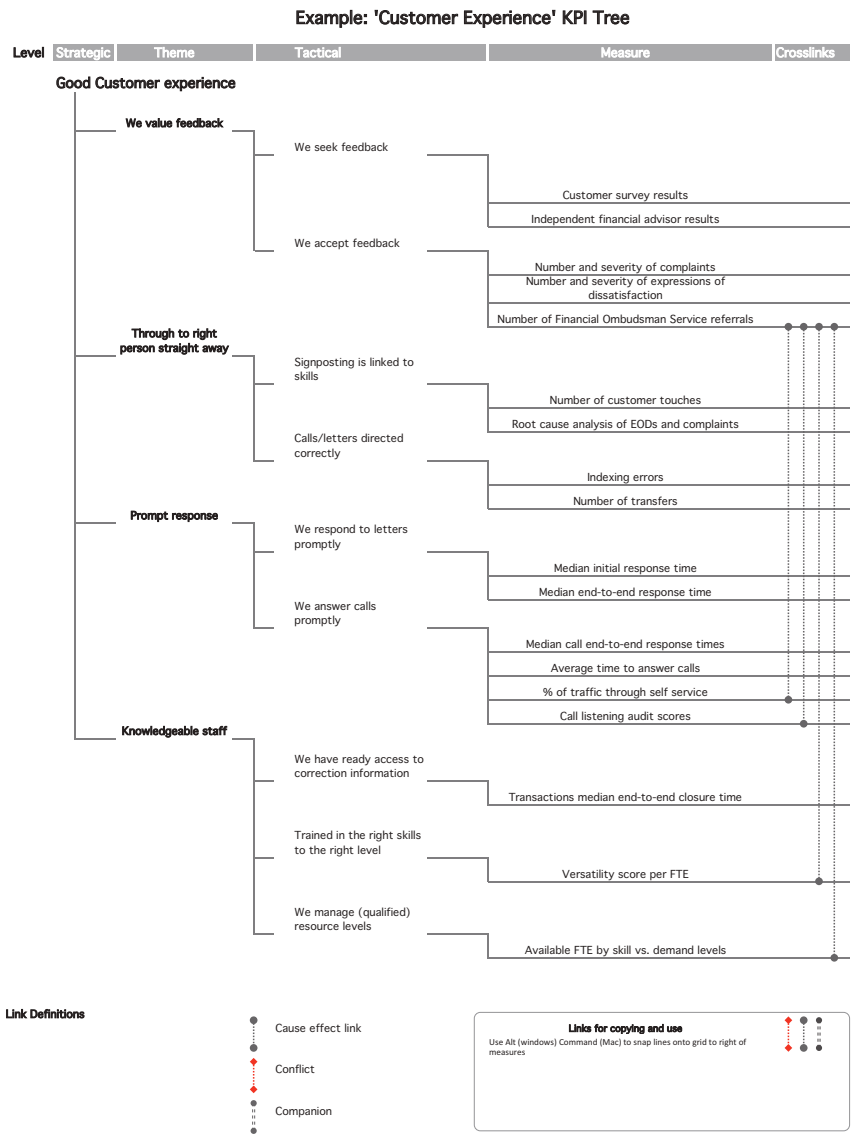 Example: 'Customer Experience' KPI Tree
Level Strategic Theme Tactical Measure Crosslinks
Good Customer experience
We value feedback
We seek feedback
Customer survey results
Independent financial advisor results
We accept feedback
Number and severity of complaints
Number and severity of expressions of
dissatisfaction
Number of Financial Ombudsman Service referrals
Through to right
person straight away
Signposting is linked to
skills
Number of customer touches
Root cause analysis of EODs and complaints
Calls/letters directed
correctly
Indexing errors
Number of transfers
Prompt response
We respond to letters
promptly
Median initial response time
Median end-to-end response time
We answer calls
promptly
Median call end-to-end response times
Average time to answer calls
% of traffic through self service
Call listening audit scores
Knowledgeable staff
We have ready access to
correction information
Transactions median end-to-end closure time
Trained in the right skills
to the right level
Versatility score per FTE
We manage (qualified)
resource levels
Available FTE by skill vs. demand levels
Link Definitions
Cause effect link
Conflict
Companion
Links for copying and use
Use Alt (windows) Command (Mac) to snap lines onto grid to right of
measures